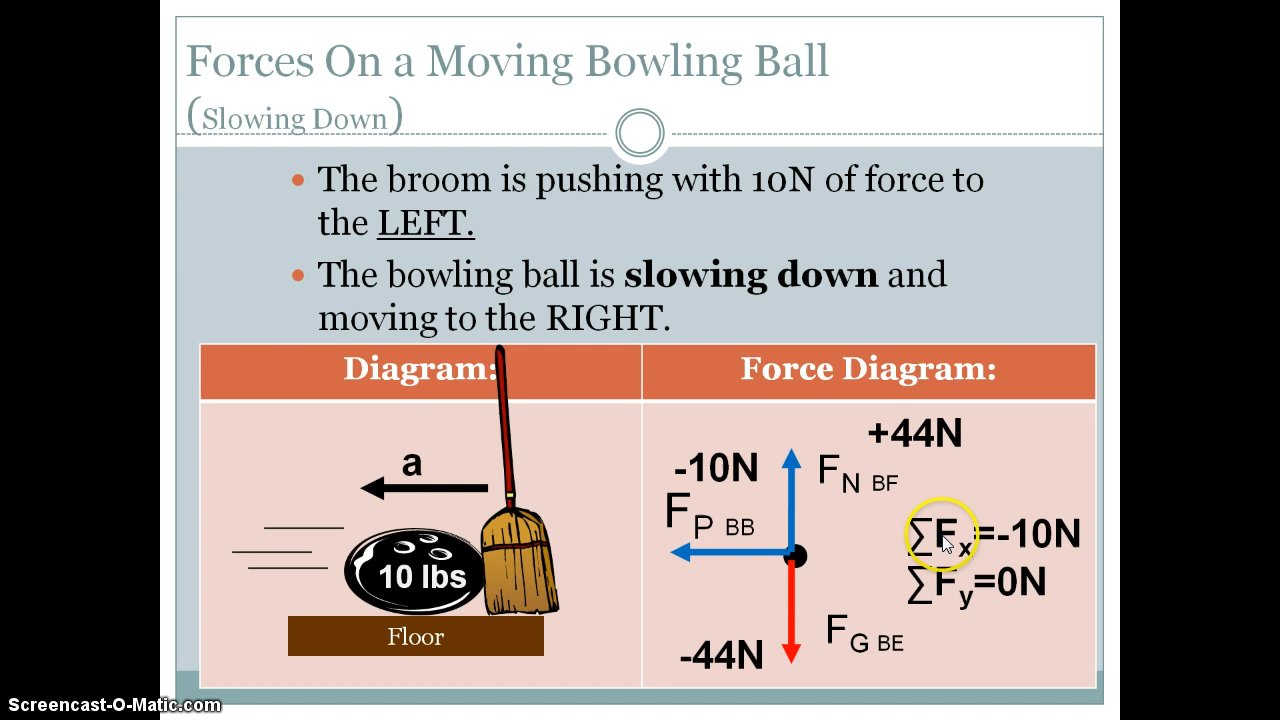 Forces On a Moving Bowling Ball
(Slowing Down)
The broom is pushing with 10N of force to
the LEFT.
The bowling ball is slowing down and
moving to the RIGHT.
Diagram:
Force Diagram:
a
10 lbs
Floor
+44N
-10N
F N BF
F P BB
∑Fx=-10N
∑Fy=0N
F G BE
-44N
Screencast-O-Matic.com